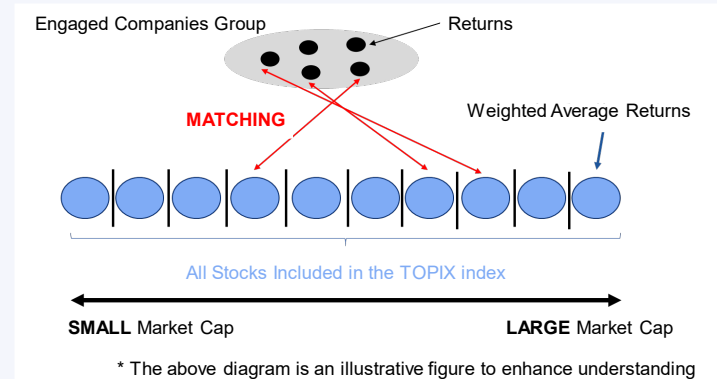 Engaged Companies Group
Returns
MATCHING
Weighted Average Returns
All Stocks Included in the TOPIX index
SMALL Market Cap
LARGE Market Cap
* The above diagram is an illustrative figure to enhance understanding